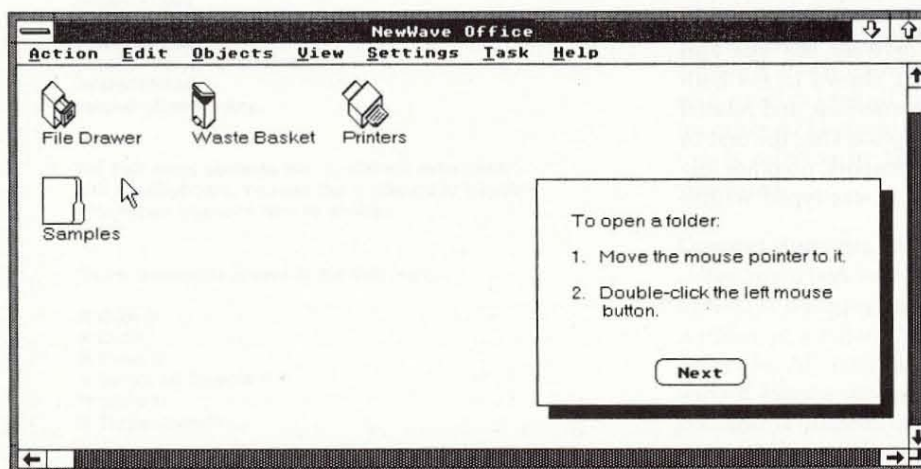 NewWave Office
Action Edit Objects View Settings Task Help
File Drawer Waste Basket Printers
Samples
To open a folder:
1. Move the mouse pointer to it.
2. Double-click the left mouse
button.
Next